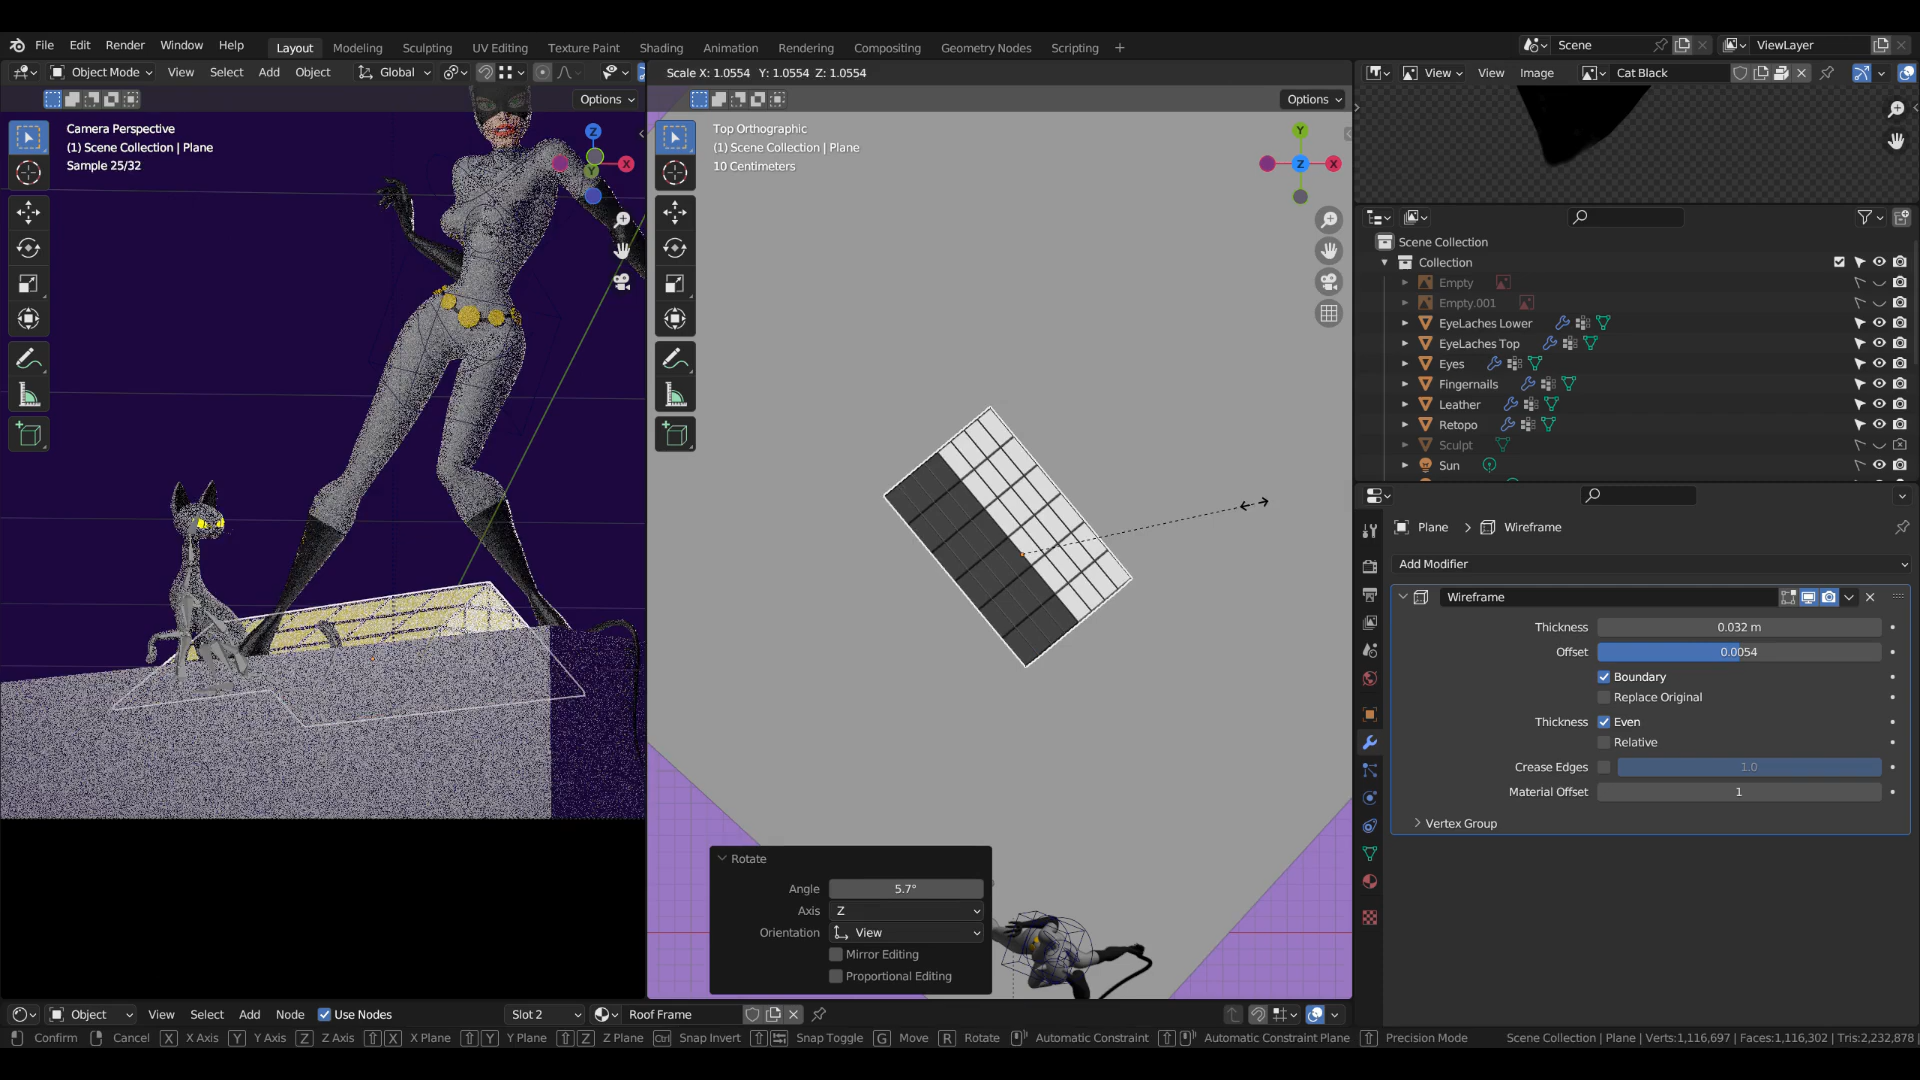 File Edit Render Window Help Layout Modeling Sculpting UV Editing Texture Paint Shading Animation Rendering Compositing Geometry Nodes Scripting + Scene ViewLayer
Object Mode View Select Add Object Global Scale X: 1.0554 Y: 1.0554 Z: 1.0554 View View Image Cat Black
Options Options
Camera Perspective
(1) Scene Collection | Plane
Sample 25/32
Z
X
Y
Top Orthographic
(1) Scene Collection | Plane
10 Centimeters
Y
Z
X
Scene Collection
Collection
Empty
Empty.001
EyeLaches Lower
EyeLaches Top
Eyes
Fingernails
Leather
Retopo
Sculpt
Sun
Plane > Wireframe
Add Modifier
Wireframe
Thickness 0.032 m
Offset 0.0054
Boundary
Replace Original
Thickness Even
Relative
Crease Edges 1.0
Material Offset 1
Vertex Group
Rotate
Angle 5.7°
Axis Z
Orientation View
Mirror Editing
Proportional Editing
Object View Select Add Node Use Nodes Slot 2 Roof Frame
Confirm Cancel X X Axis Y Y Axis Z Z Axis X X Plane Y Y Plane Z Z Plane Ctrl Snap Invert Snap Toggle G Move R Rotate Automatic Constraint Automatic Constraint Plane Precision Mode Scene Collection | Plane | Verts:1,116,697 | Faces:1,116,302 | Tris:2,232,878 |